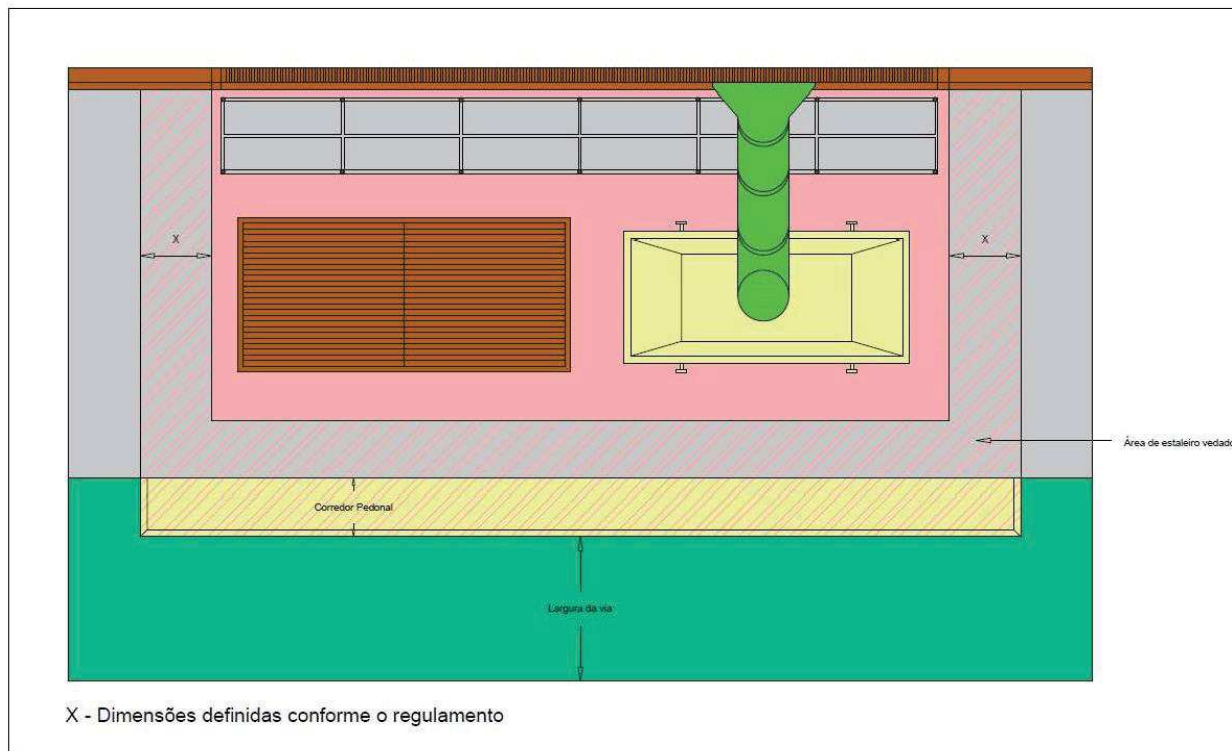 X
X
Área de estaleiro vedado
Corredor Pedonal
Largura da via
X - Dimensões definidas conforme o regulamento